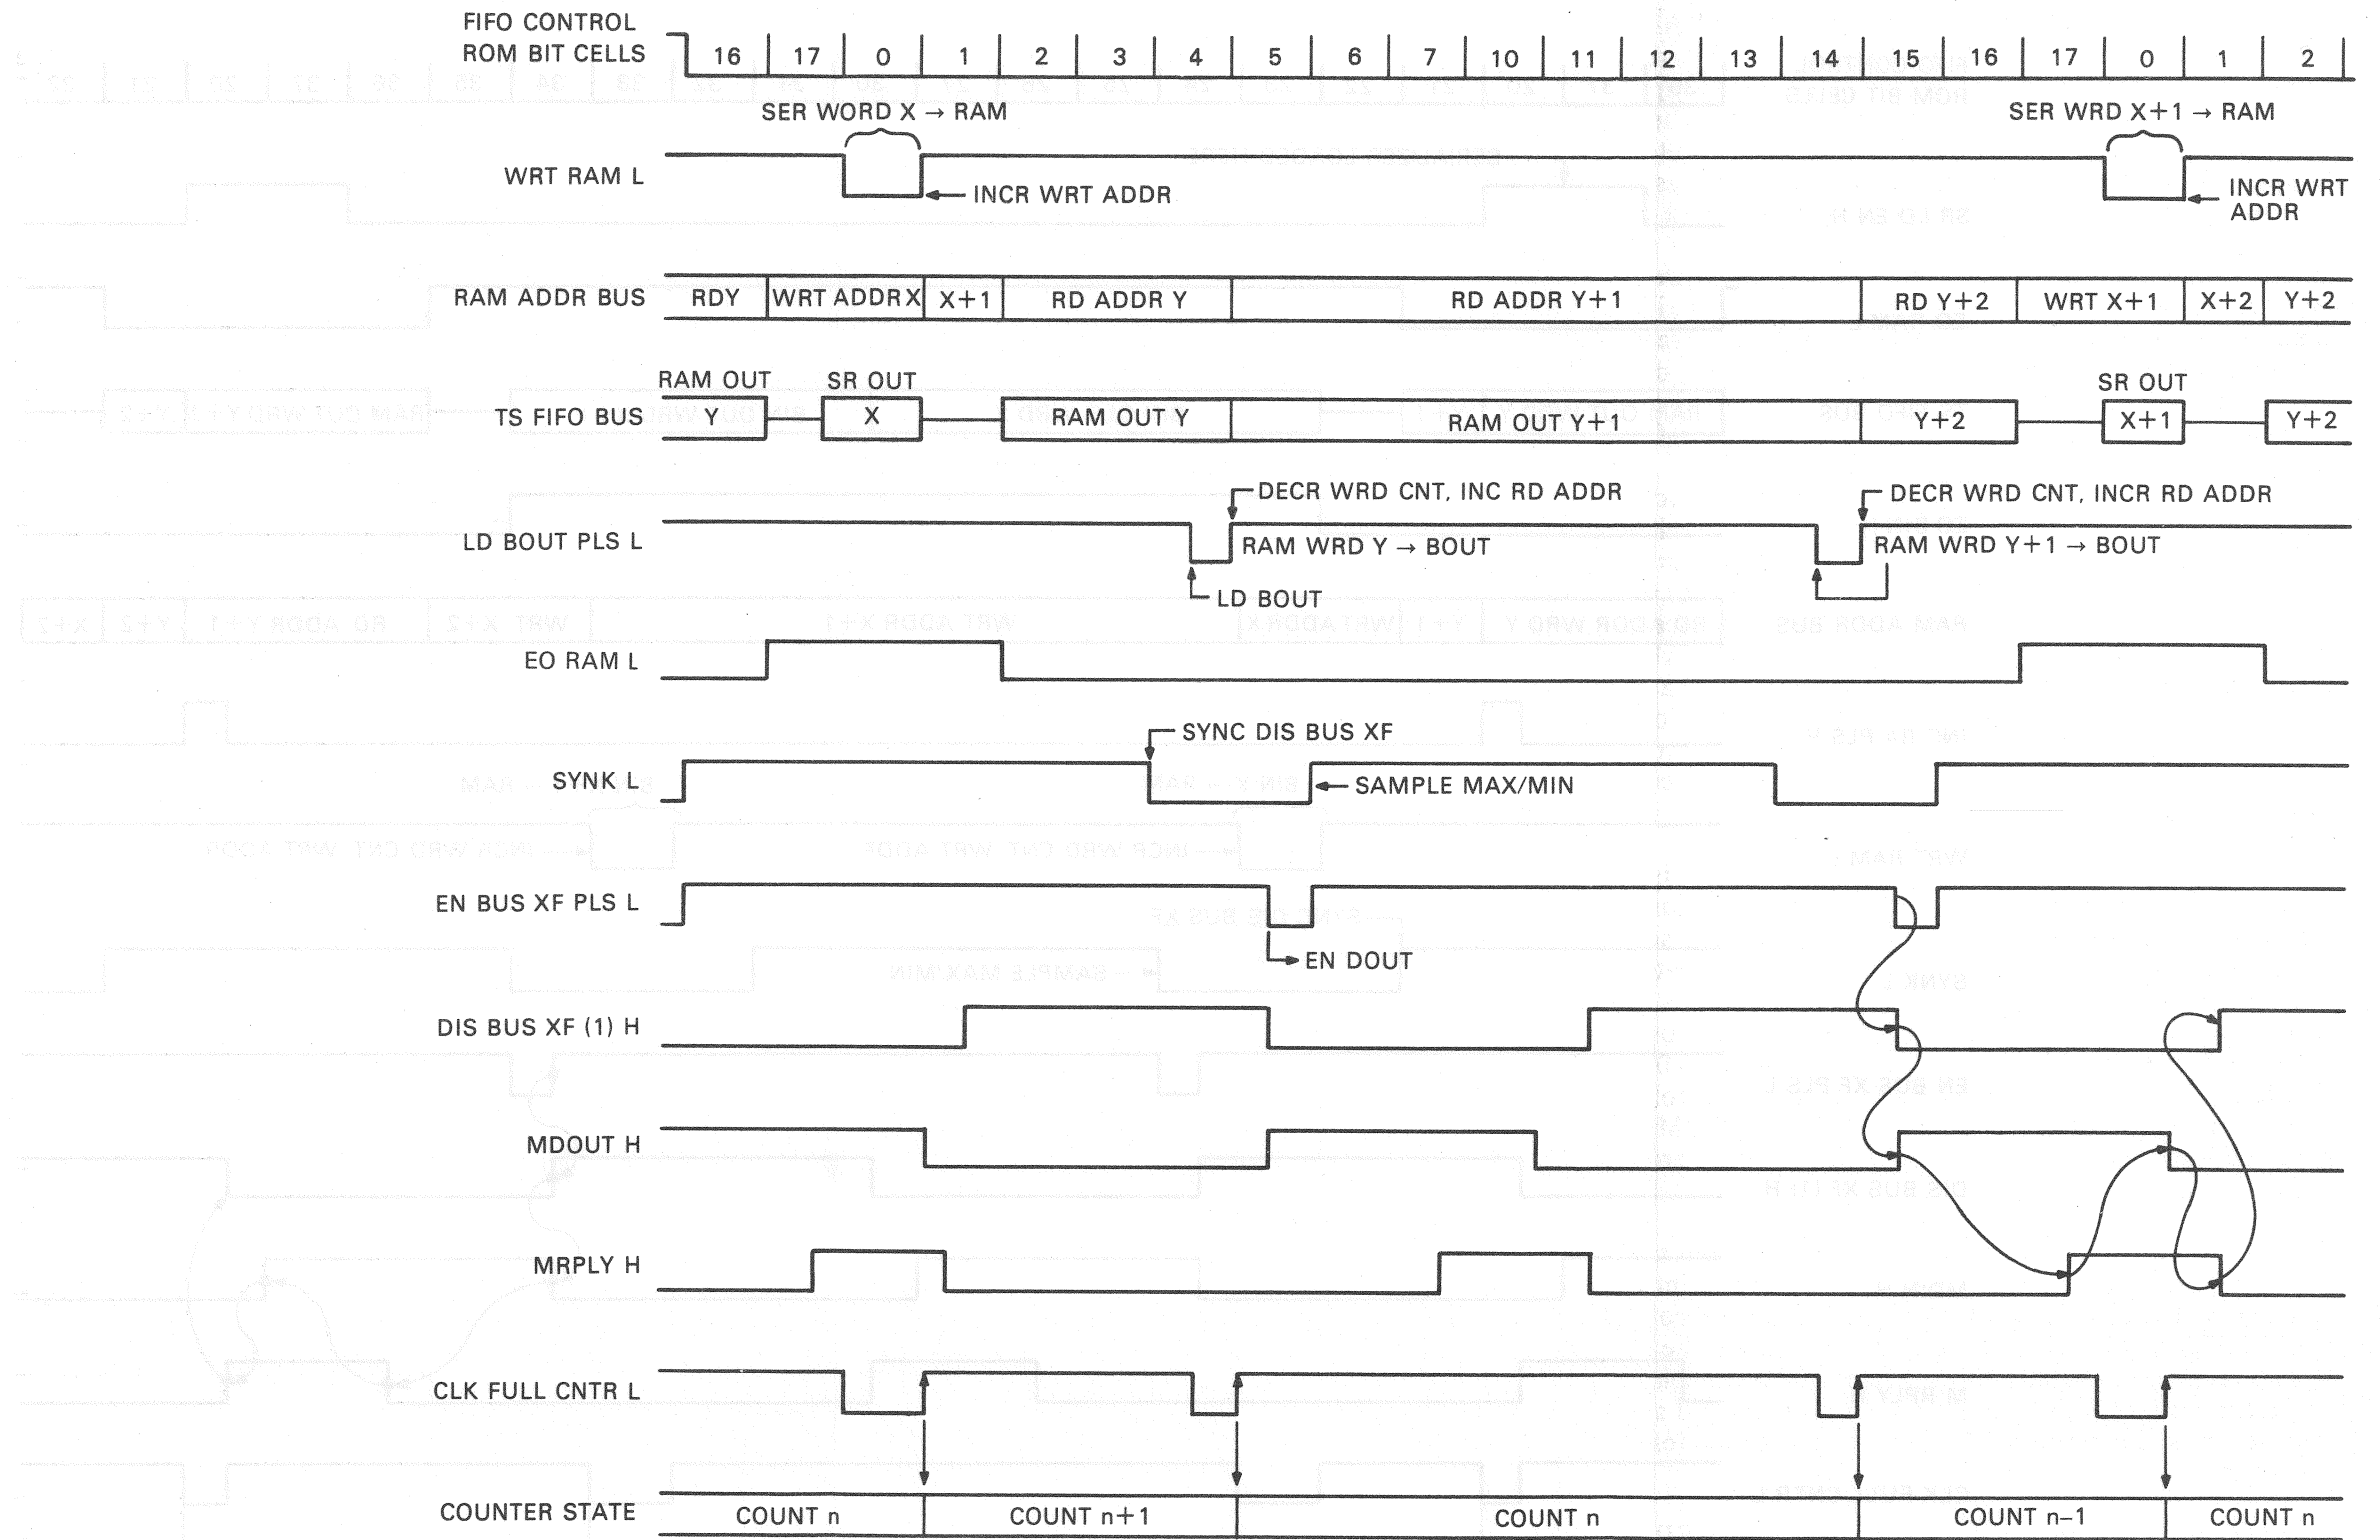 FIFO CONTROL
ROM BIT CELLS 16 17 0 1 2 3 4 5 6 7 10 11 12 13 14 15 16 17 0 1 2
SER WORD X → RAM SER WRD X+1 → RAM
WRT RAM L
INCR WRT ADDR INCR WRT
ADDR
RAM ADDR BUS RDY WRT ADDR X X+1 RD ADDR Y RD ADDR Y+1 RD Y+2 WRT X+1 X+2 Y+2
RAM OUT SR OUT SR OUT
TS FIFO BUS Y X RAM OUT Y RAM OUT Y+1 Y+2 X+1 Y+2
DECR WRD CNT, INC RD ADDR DECR WRD CNT, INCR RD ADDR
LD BOUT PLS L RAM WRD Y → BOUT RAM WRD Y+1 → BOUT
LD BOUT
EO RAM L
SYNC DIS BUS XF
SYNK L SAMPLE MAX/MIN
EN BUS XF PLS L
EN DOUT
DIS BUS XF (1) H
MDOUT H
MRPLY H
CLK FULL CNTR L
COUNTER STATE COUNT n COUNT n+1 COUNT n COUNT n-1 COUNT n